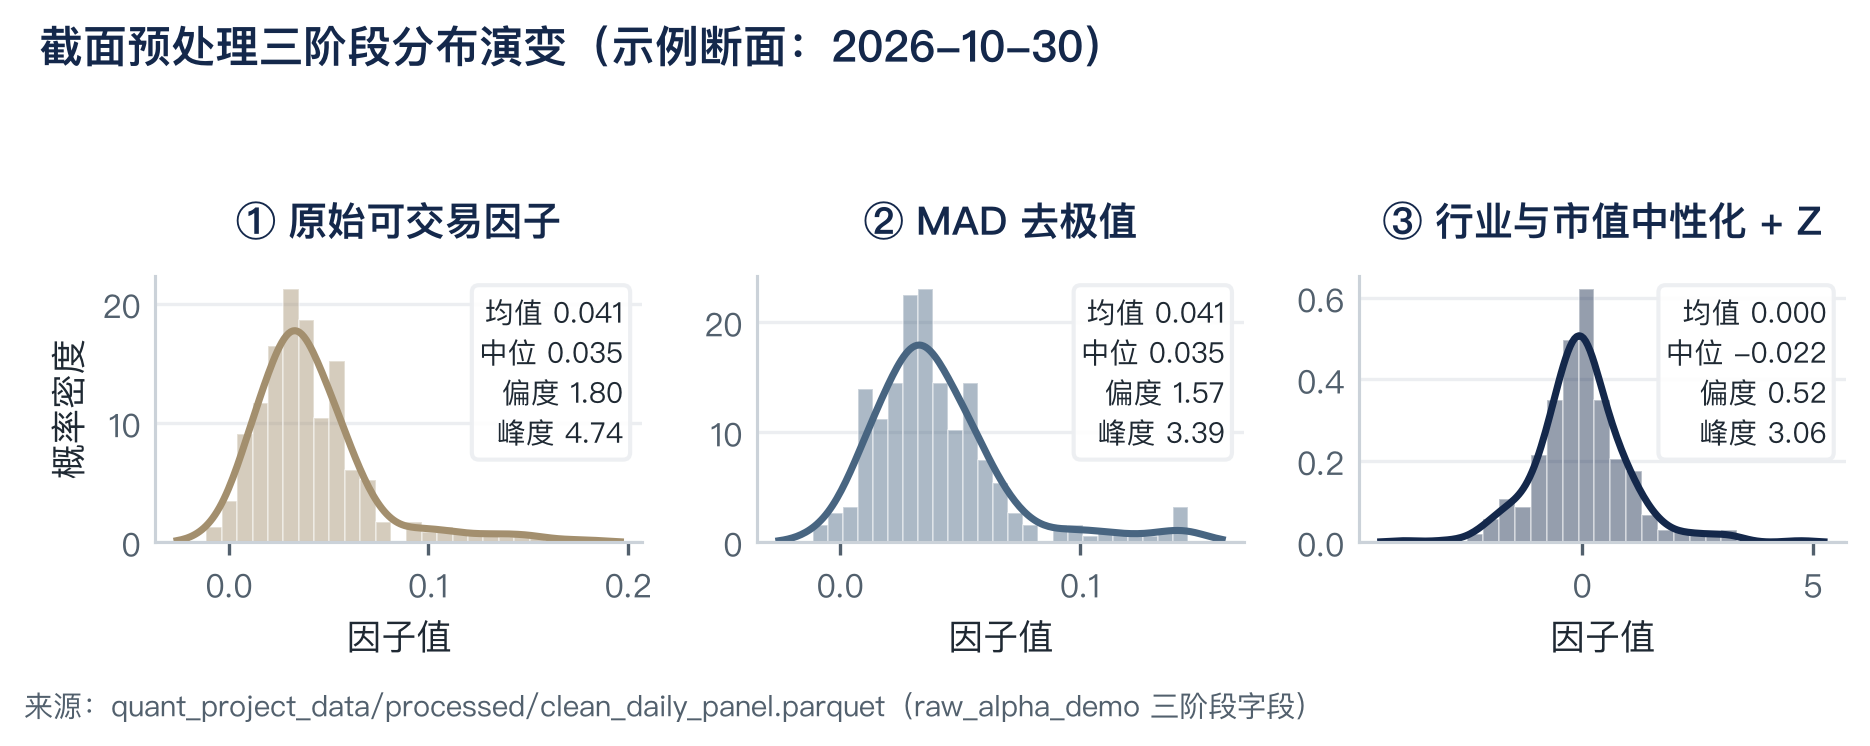 截面预处理三阶段分布演变（示例断面：2026–10–30）
① 原始可交易因子
概率密度
20
10
0
均值 0.041
中位 0.035
偏度 1.80
峰度 4.74
0.0 0.1 0.2
因子值
② MAD 去极值
20
10
0
均值 0.041
中位 0.035
偏度 1.57
峰度 3.39
0.0 0.1
因子值
③ 行业与市值中性化 + Z
0.6
0.4
0.2
0.0
均值 0.000
中位 –0.022
偏度 0.52
峰度 3.06
0 5
因子值
来源：quant_project_data/processed/clean_daily_panel.parquet（raw_alpha_demo 三阶段字段）